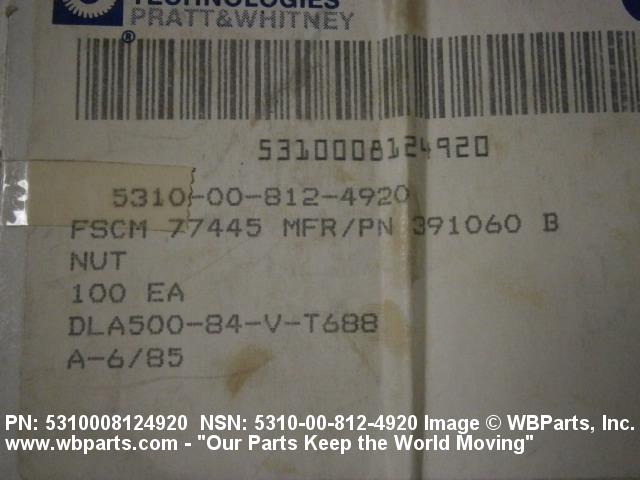 TECHNOLOGIES
PRATT&WHITNEY
®
5310008124920
5310-00-812-4920
FSCM 77445 MFR/PN 391060 B
NUT
100 EA
DLA500-84-V-T688
A-6/85
PN: 5310008124920 NSN: 5310-00-812-4920 Image © WBParts, Inc.
www.wbparts.com - "Our Parts Keep the World Moving"